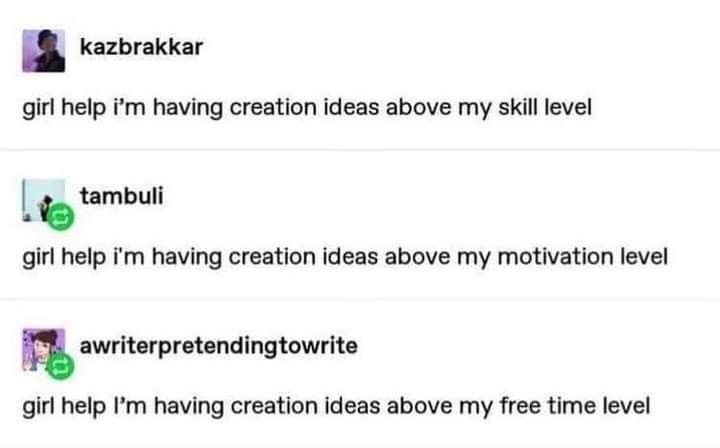 kazbrakkar
girl help i'm having creation ideas above my skill level
tambuli
girl help i'm having creation ideas above my motivation level
awriterpretendingtowrite
girl help I'm having creation ideas above my free time level